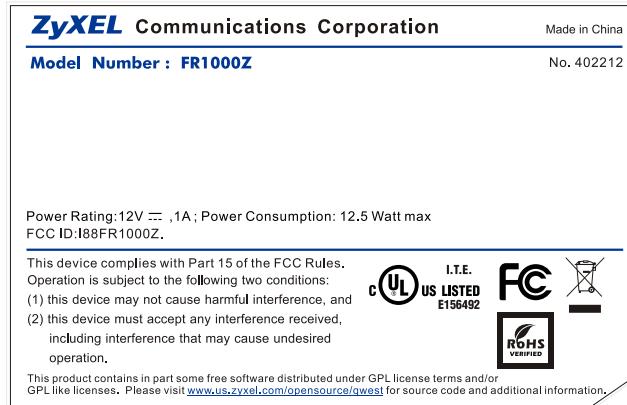 ZyXEL Communications Corporation
Made in China
Model Number : FR1000Z
No. 402212
Power Rating:12V ⎓ ,1A ; Power Consumption: 12.5 Watt max
FCC ID:I88FR1000Z.
This device complies with Part 15 of the FCC Rules.
Operation is subject to the following two conditions:
(1) this device may not cause harmful interference, and
(2) this device must accept any interference received,
including interference that may cause undesired
operation.
C UL US LISTED
®
I.T.E.
E156492
FC
RoHS
VERIFIED
This product contains in part some free software distributed under GPL license terms and/or
GPL like licenses. Please visit www.us.zyxel.com/opensource/qwest for source code and additional information.